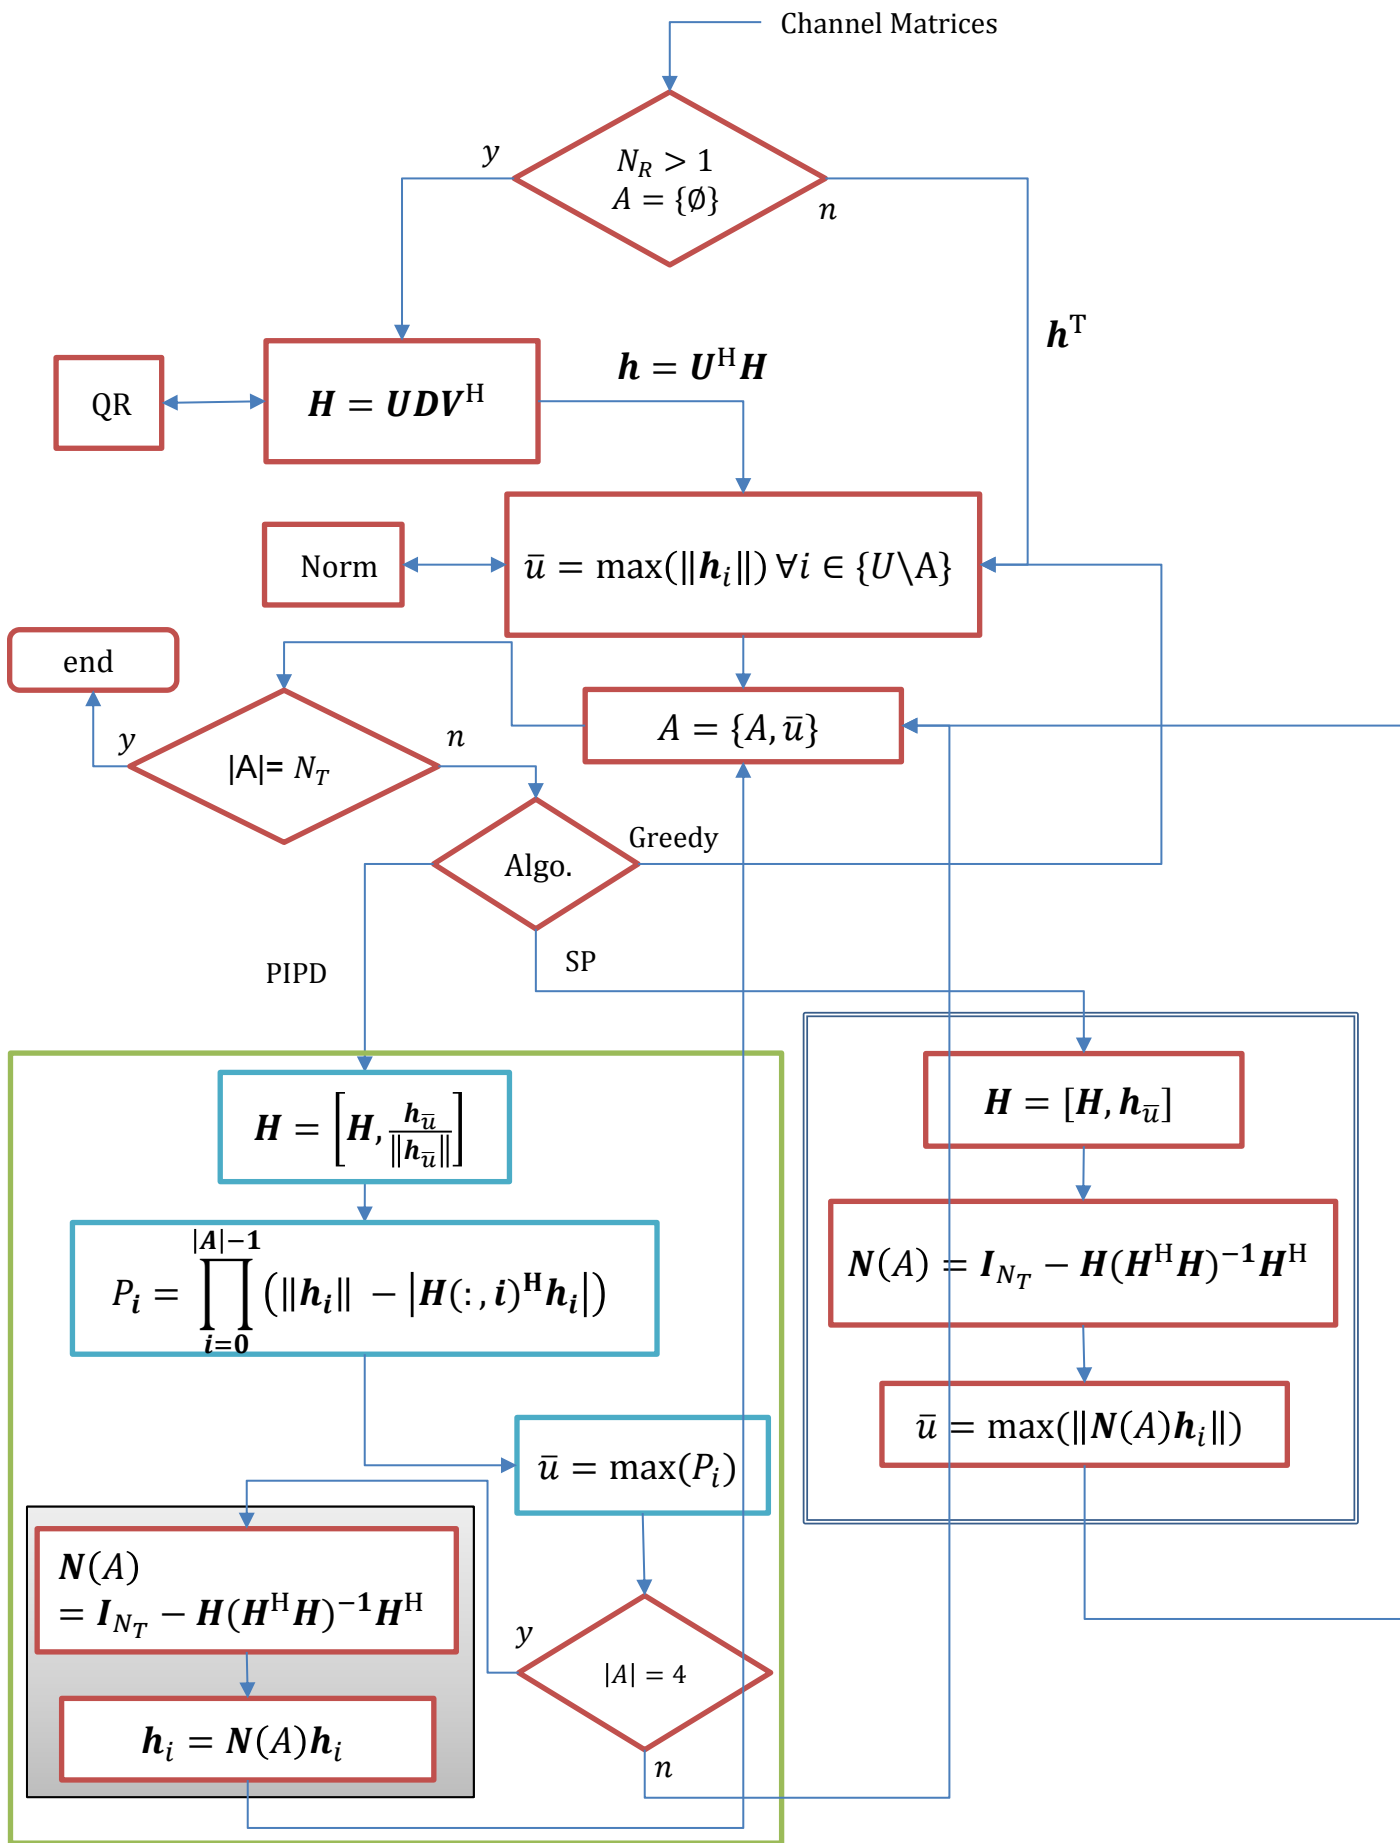 Channel Matrices
y
N_R > 1
A = {∅}
n
h^T
h = U^H H
QR
H = UDV^H
Norm
ū = max(‖h_i‖) ∀i ∈ {U\A}
end
A = {A, ū}
y
n
|A|= N_T
Greedy
Algo.
PIPD
SP
H = [H, h_ū/‖h_ū‖]
H = [H, h_ū]
P_i = ∏_{i=0}^{|A|−1} (‖h_i‖ − |H(:, i)^H h_i|)
N(A) = I_{N_T} − H(H^H H)^{−1} H^H
ū = max(‖N(A)h_i‖)
ū = max(P_i)
N(A)
= I_{N_T} − H(H^H H)^{−1} H^H
y
|A| = 4
h_i = N(A)h_i
n